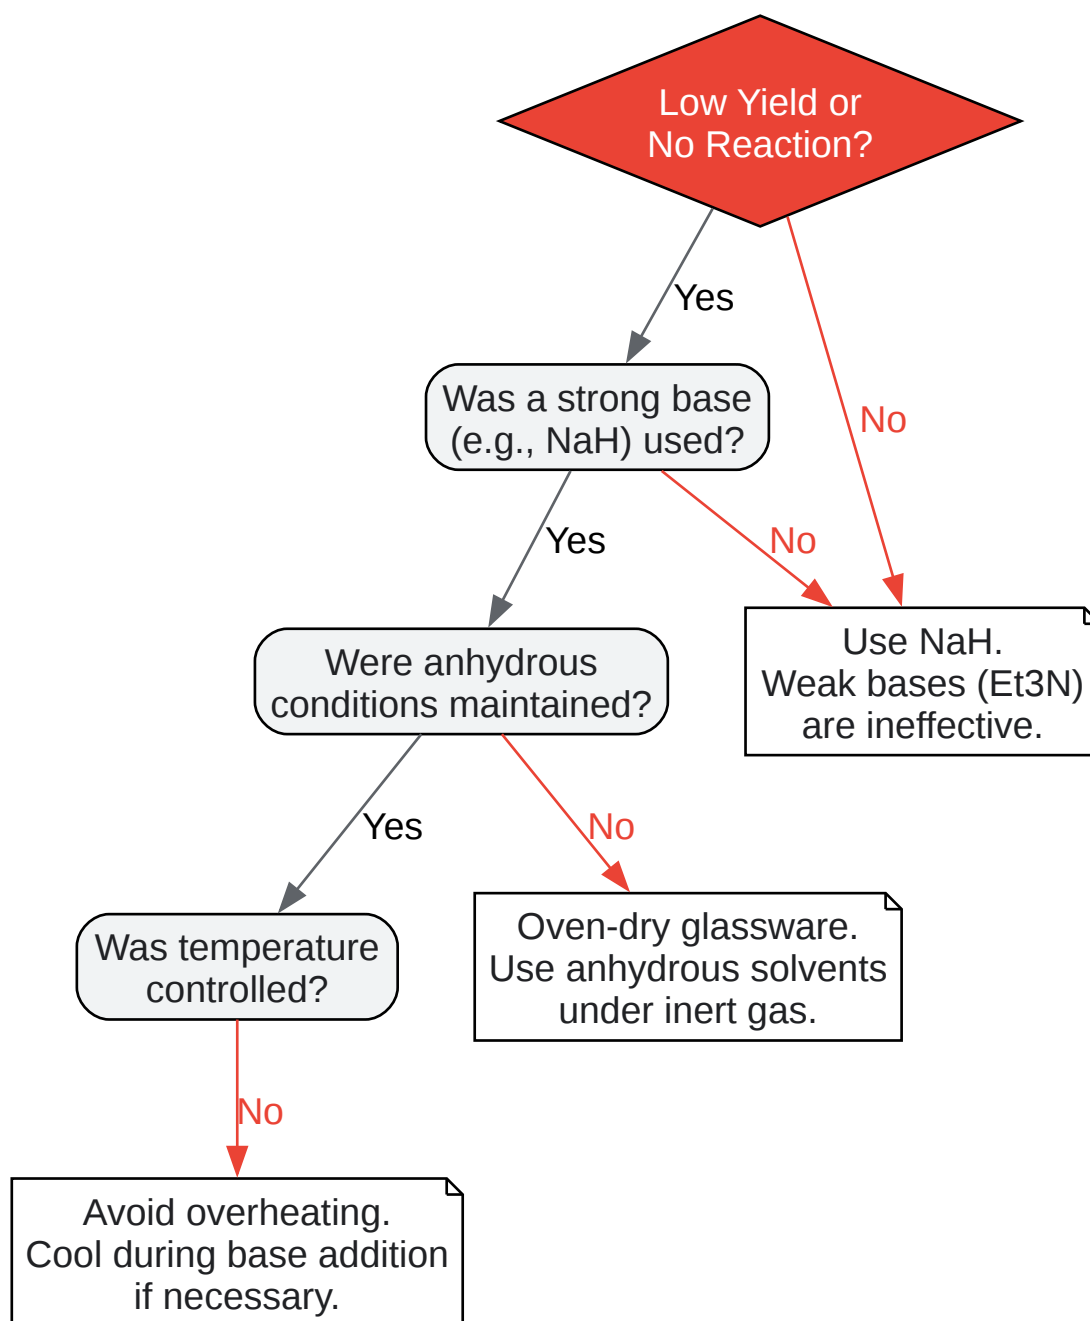 Low Yield or
No Reaction?
Yes
No
Was a strong base
(e.g., NaH) used?
Yes
No
Use NaH.
Weak bases (Et3N)
are ineffective.
Were anhydrous
conditions maintained?
Yes
No
Oven-dry glassware.
Use anhydrous solvents
under inert gas.
Was temperature
controlled?
No
Avoid overheating.
Cool during base addition
if necessary.